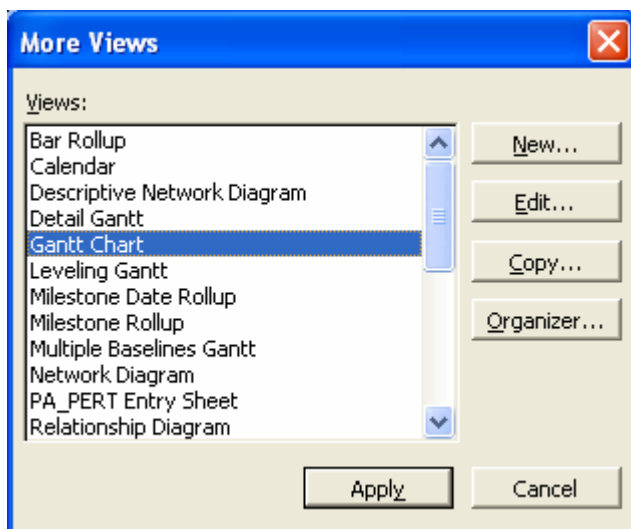 More Views
Views:
Bar Rollup
Calendar
Descriptive Network Diagram
Detail Gantt
Gantt Chart
Leveling Gantt
Milestone Date Rollup
Milestone Rollup
Multiple Baselines Gantt
Network Diagram
PA_PERT Entry Sheet
Relationship Diagram
New...
Edit...
Copy...
Organizer...
Apply
Cancel